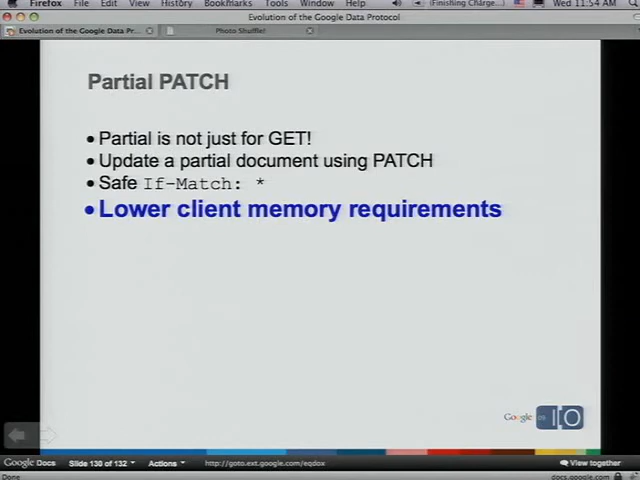 Firefox File Edit View History Bookmarks Tools Window Help (Finishing Charge... Wed 11:54 AM
Evolution of the Google Data Protocol
Evolution of the Google Data Pr... Photo Shuffle!
Partial PATCH
• Partial is not just for GET!
• Update a partial document using PATCH
• Safe If-Match: *
• Lower client memory requirements
Google 09 I/O
Google Docs Slide 130 of 132 Actions http://goto.ext.google.com/eqdox View together
Done docs.google.com